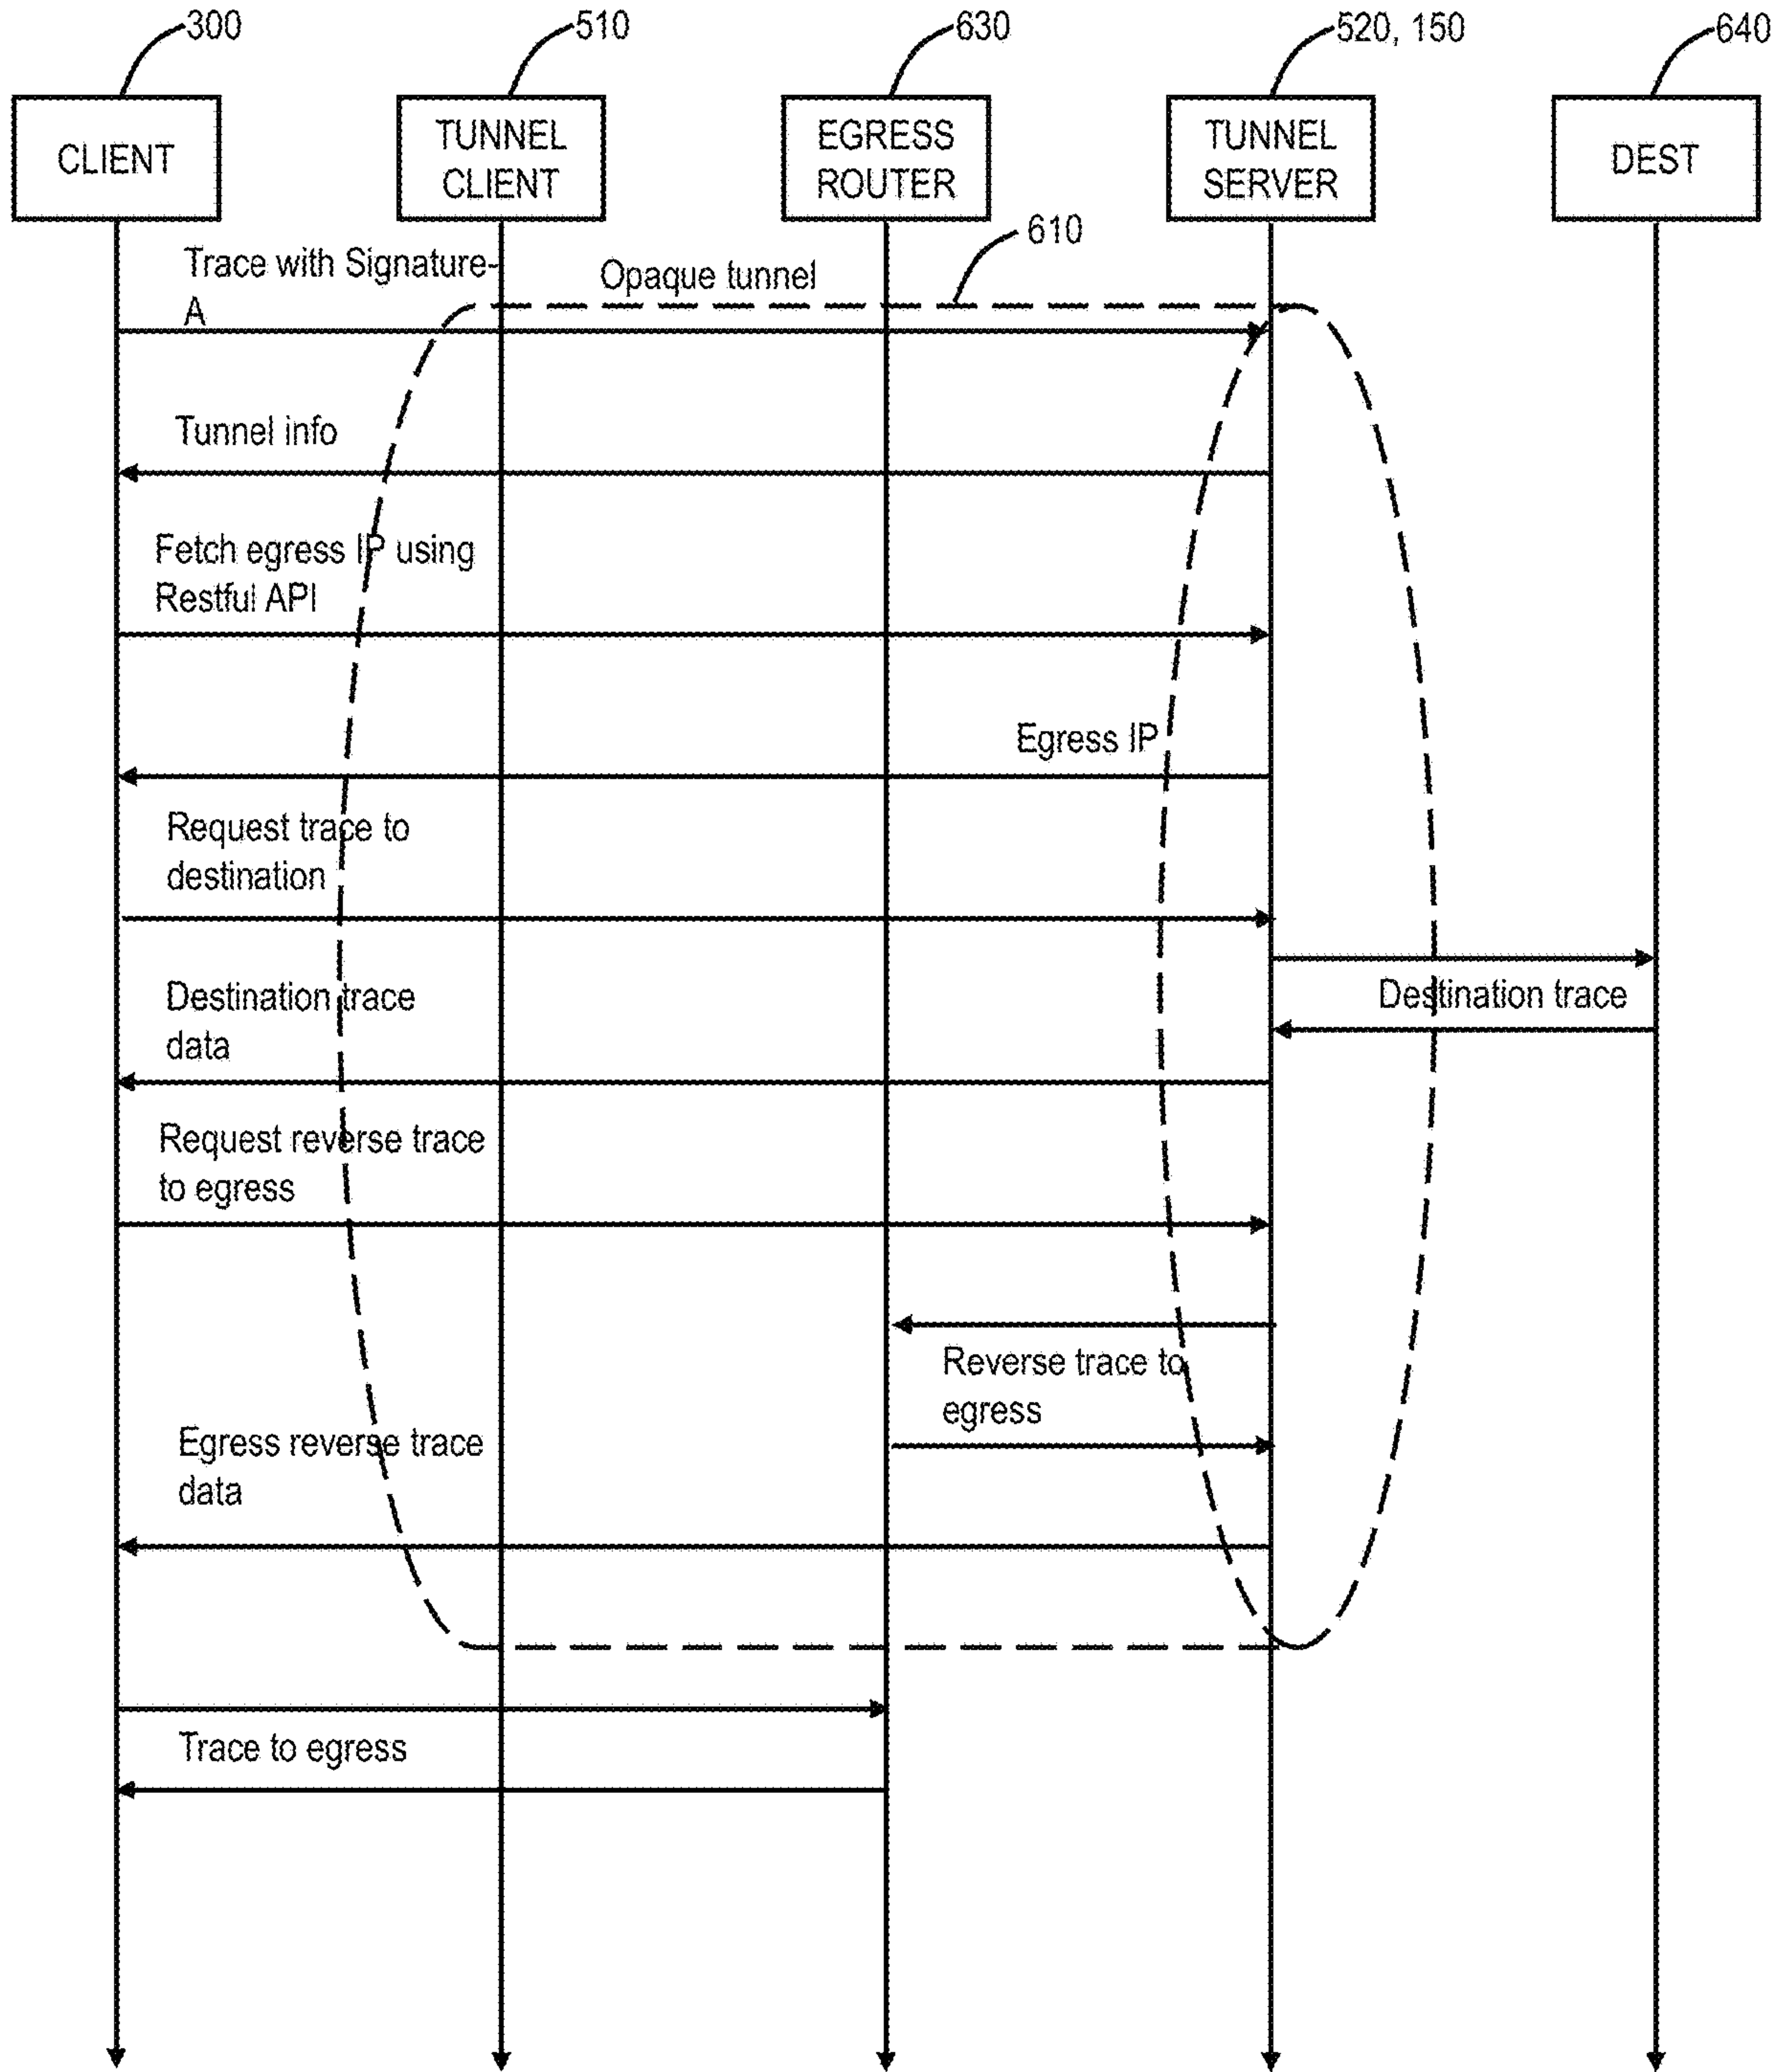 300
510
630
520, 150
640
CLIENT
TUNNEL
CLIENT
EGRESS
ROUTER
TUNNEL
SERVER
DEST
610
Trace with Signature-
A
Opaque tunnel
Tunnel info
Fetch egress IP using
Restful API
Egress IP
Request trace to
destination
Destination trace
data
Destination trace
Request reverse trace
to egress
Reverse trace to
egress
Egress reverse trace
data
Trace to egress